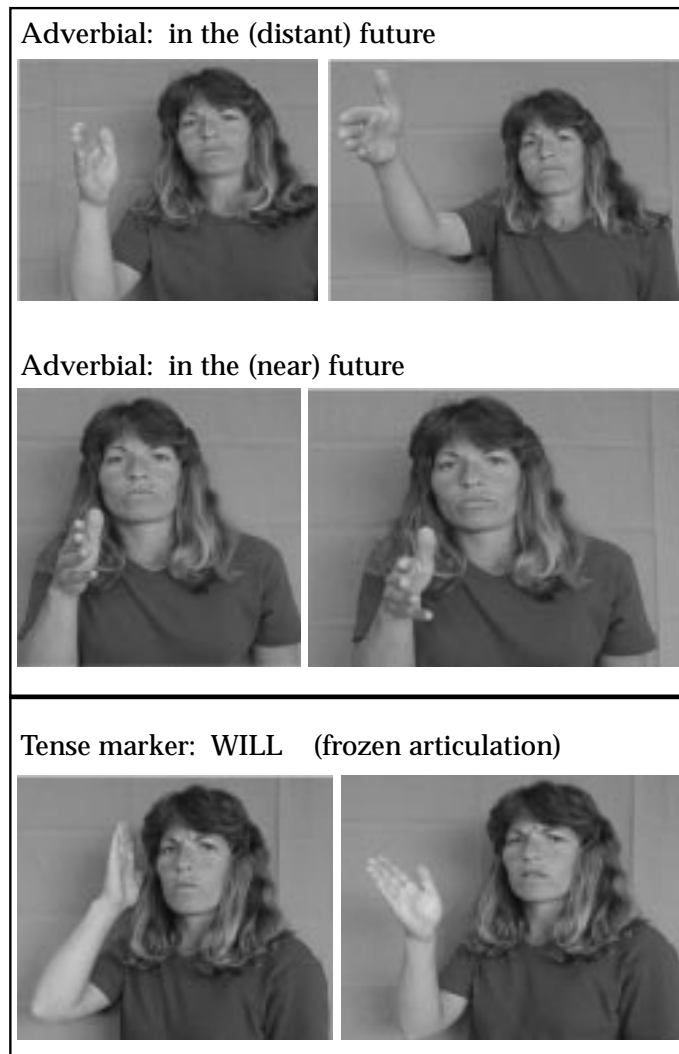 Adverbial: in the (distant) future
Adverbial: in the (near) future
Tense marker: WILL (frozen articulation)